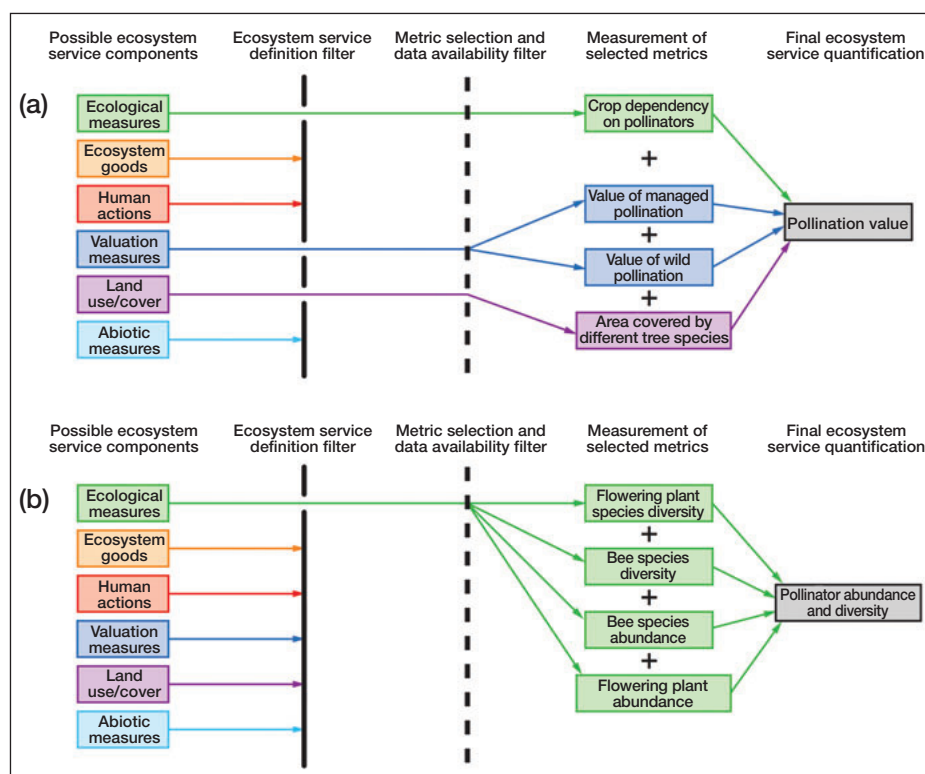 Possible ecosystem
service components
Ecosystem service
definition filter
Metric selection and
data availability filter
Measurement of
selected metrics
Final ecosystem
service quantification
(a)
Ecological
measures
Ecosystem
goods
Human
actions
Valuation
measures
Land
use/cover
Abiotic
measures
Crop dependency
on pollinators
+
Value of managed
pollination
+
Value of wild
pollination
+
Area covered by
different tree species
Pollination value
Possible ecosystem
service components
Ecosystem service
definition filter
Metric selection and
data availability filter
Measurement of
selected metrics
Final ecosystem
service quantification
(b)
Ecological
measures
Ecosystem
goods
Human
actions
Valuation
measures
Land
use/cover
Abiotic
measures
Flowering plant
species diversity
+
Bee species
diversity
+
Bee species
abundance
+
Flowering plant
abundance
Pollinator abundance
and diversity